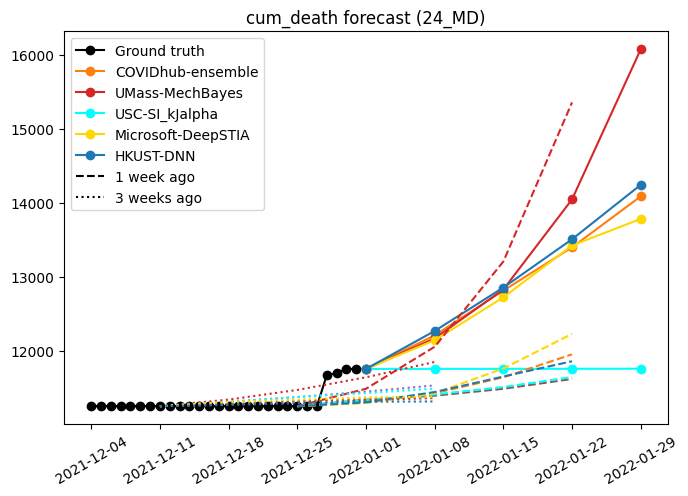 cum_death forecast (24_MD)
16000
15000
14000
13000
12000
Ground truth
COVIDhub-ensemble
UMass-MechBayes
USC-SI_kJalpha
Microsoft-DeepSTIA
HKUST-DNN
1 week ago
3 weeks ago
2021-12-04
2021-12-11
2021-12-18
2021-12-25
2022-01-01
2022-01-08
2022-01-15
2022-01-22
2022-01-29